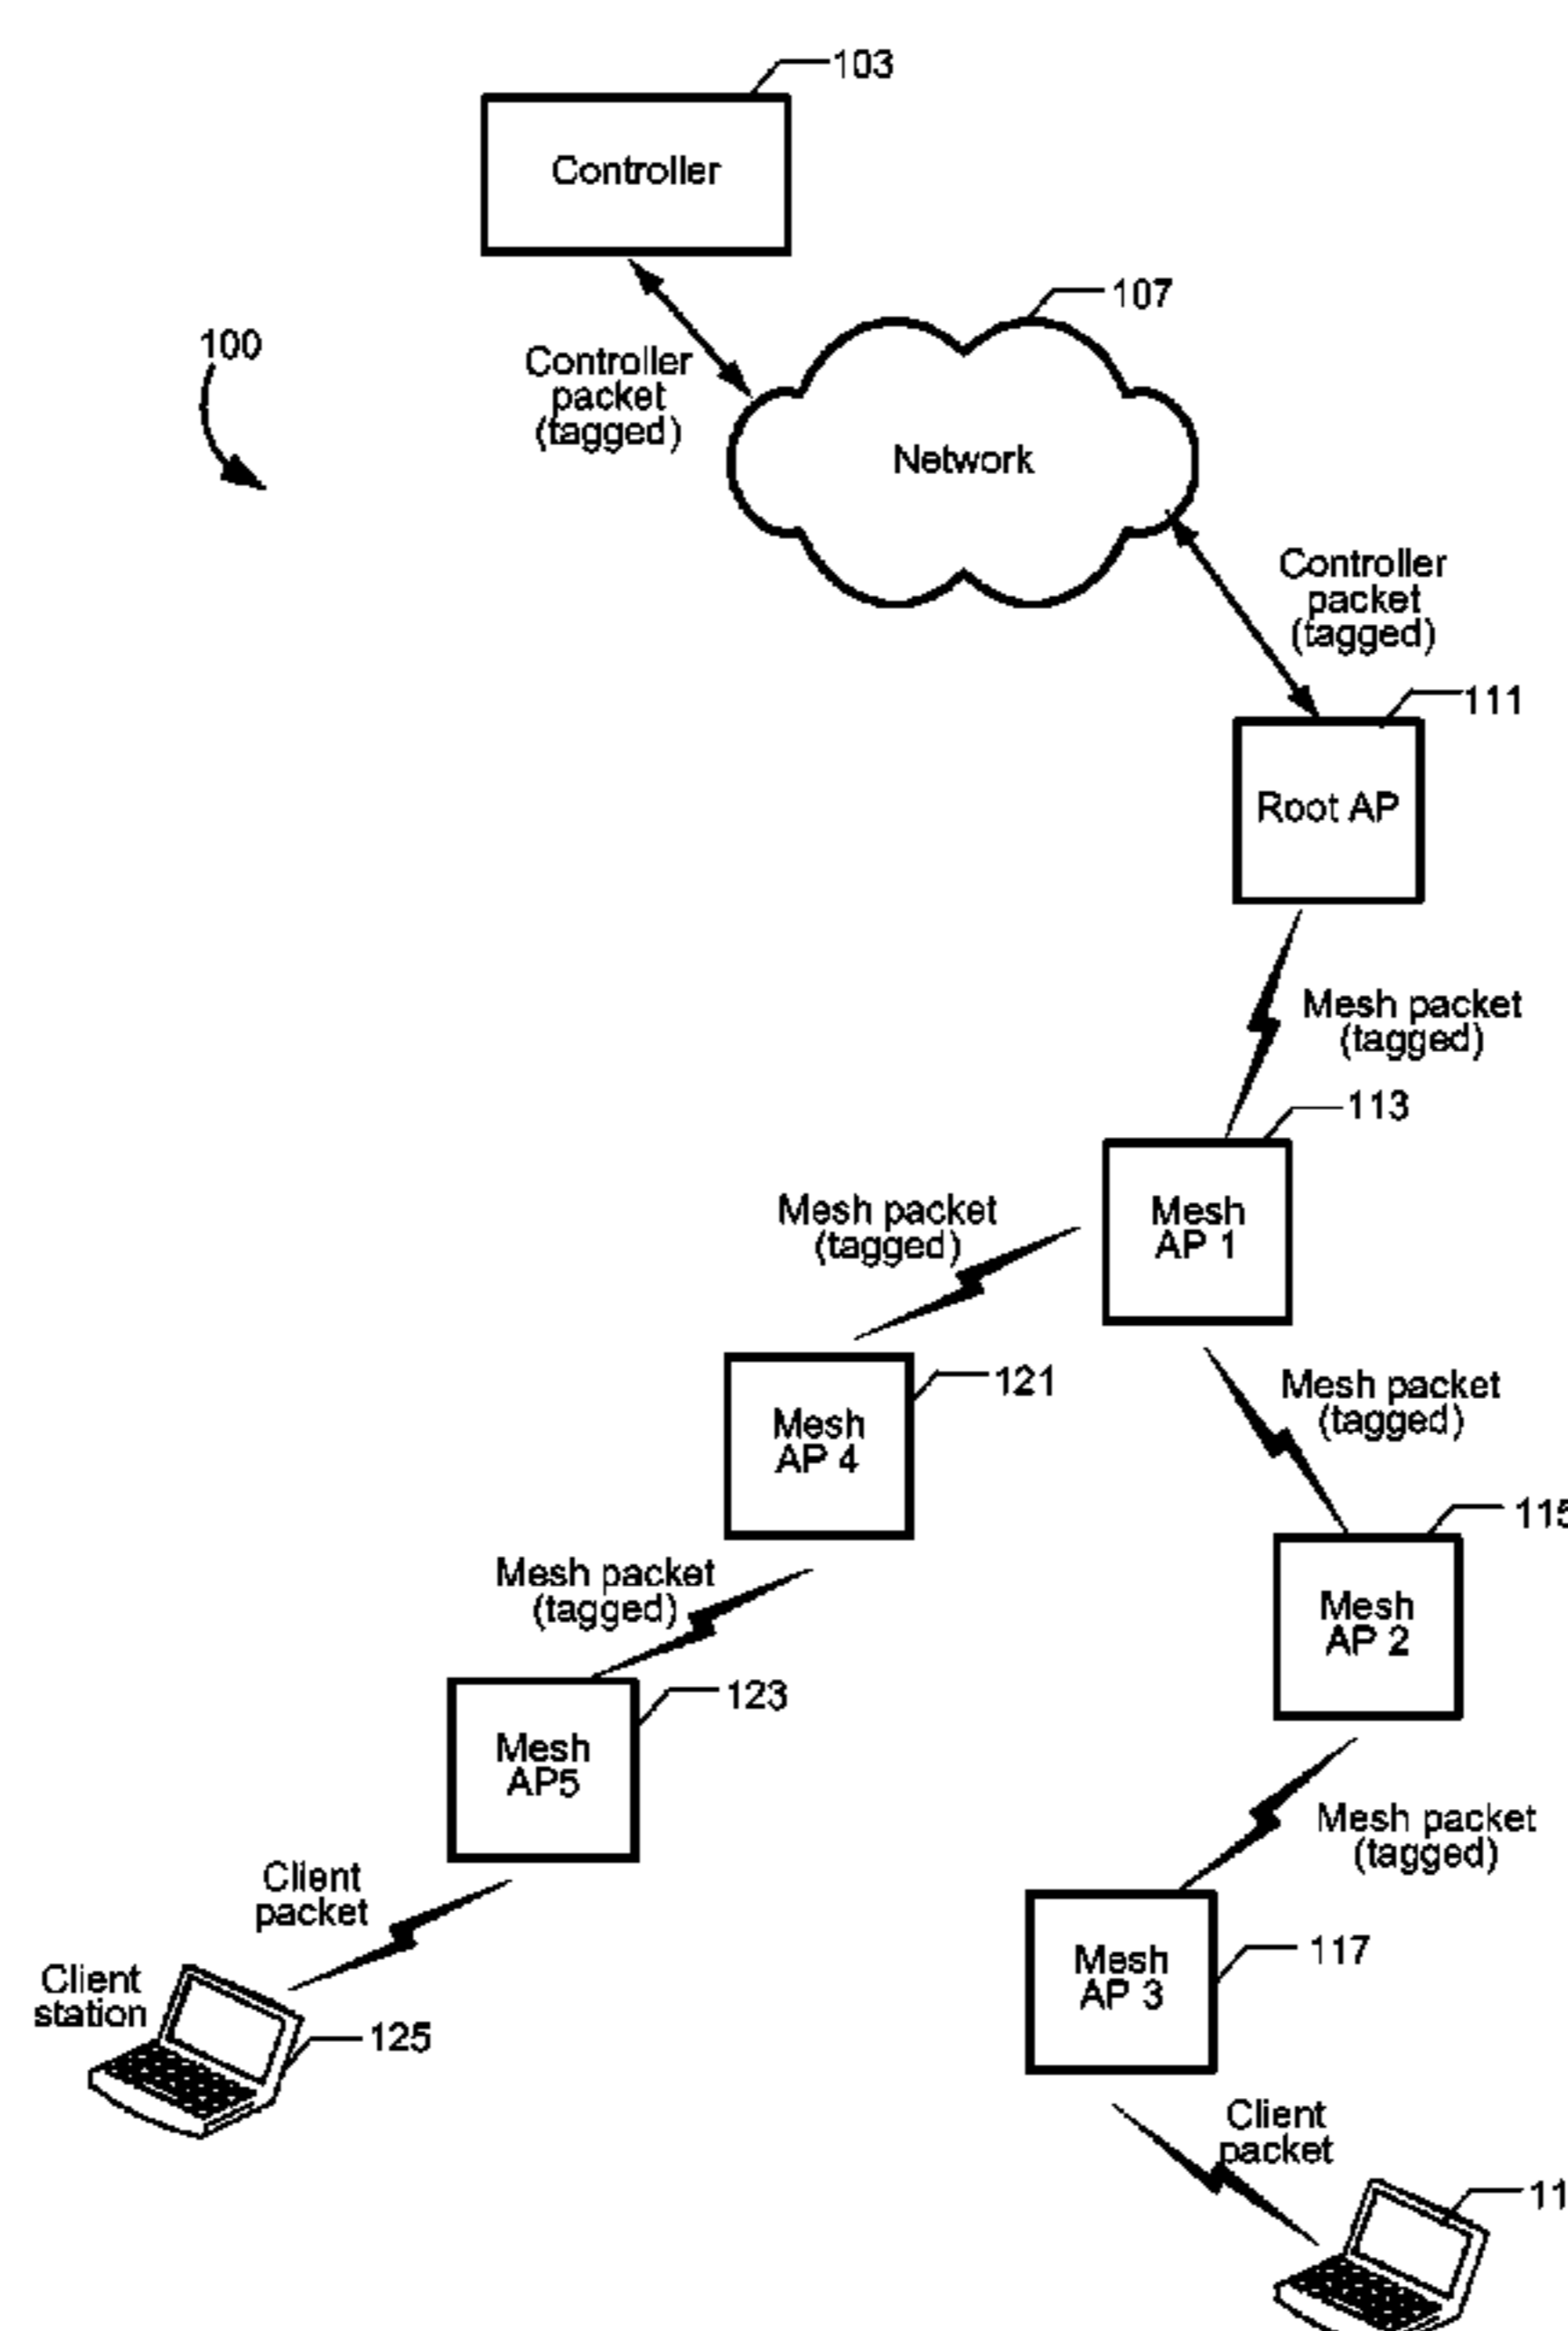 103
Controller
107
100
Controller
packet
(tagged)
Network
Controller
packet
(tagged)
111
Root AP
Mesh packet
(tagged)
113
Mesh
AP 1
Mesh packet
(tagged)
121
Mesh
AP 4
Mesh packet
(tagged)
115
Mesh
AP 2
Mesh packet
(tagged)
123
Mesh
AP5
Mesh packet
(tagged)
Client
packet
117
Mesh
AP 3
Client
station
125
Client
packet